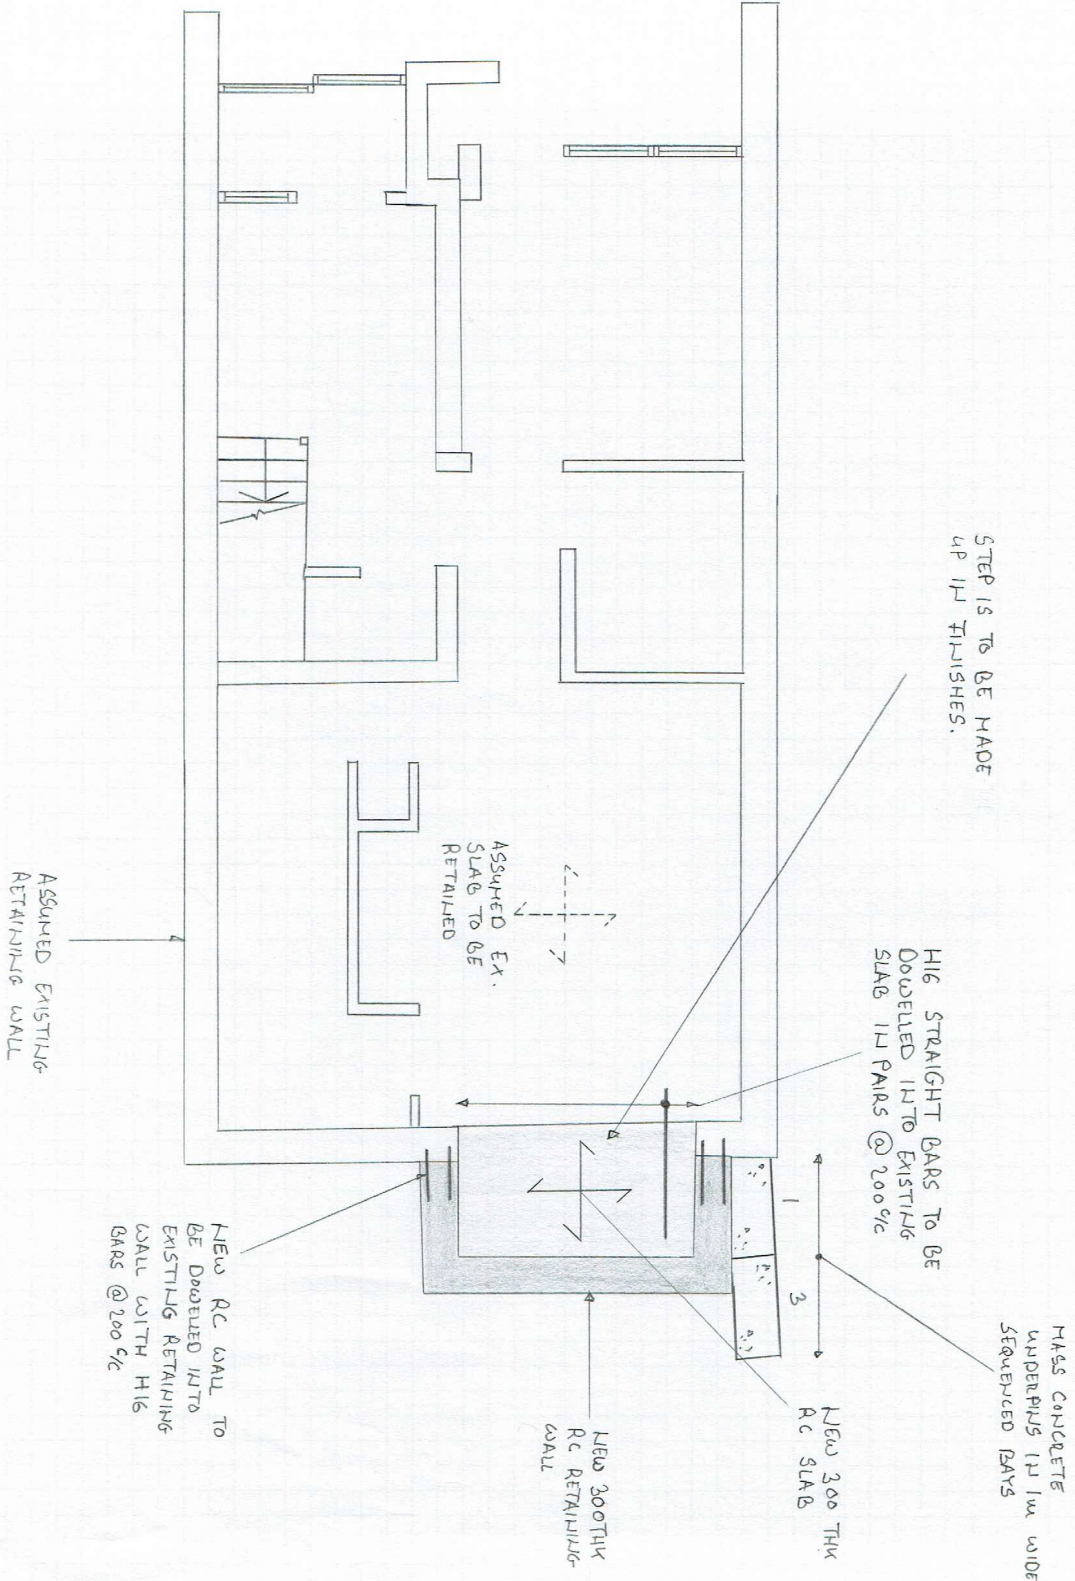 MASS CONCRETE
UNDERPINS IN 1M WIDE
SEQUENCED BAYS
STEP IS TO BE MADE
UP IN FINISHES.
H16 STRAIGHT BARS TO BE
DOWELLED INTO EXISTING
SLAB IN PAIRS @ 200 c/c
1
3
NEW 300 THK
RC SLAB
ASSUMED EX.
SLAB TO BE
RETAINED
NEW 300THK
RC RETAINING
WALL
NEW RC WALL TO
BE DOWELLED INTO
EXISTING RETAINING
WALL WITH H16
BARS @ 200 c/c
ASSUMED EXISTING
RETAINING WALL